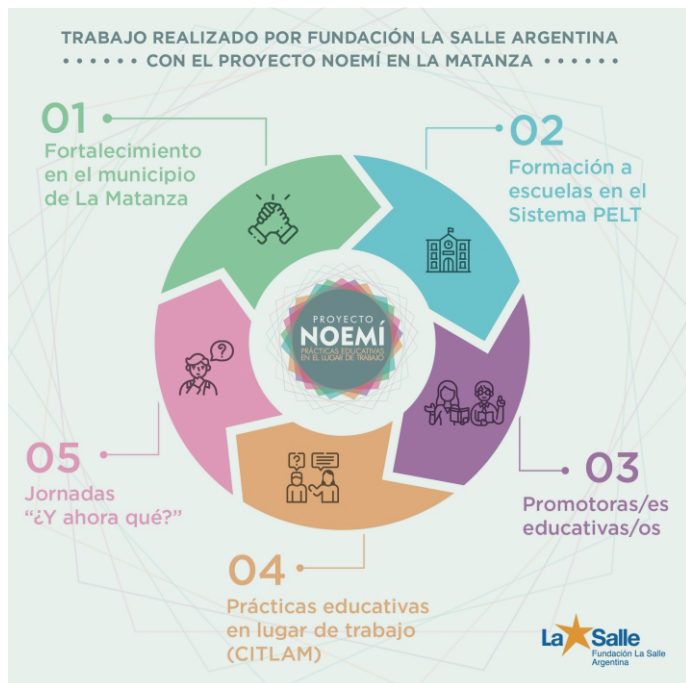 TRABAJO REALIZADO POR FUNDACIÓN LA SALLE ARGENTINA
CON EL PROYECTO NOEMÍ EN LA MATANZA
01
Fortalecimiento
en el municipio
de La Matanza
02
Formación a
escuelas en el
Sistema PELT
PROYECTO
NOEMÍ
PRÁCTICAS EDUCATIVAS
EN EL LUGAR DE TRABAJO
03
Promotoras/es
educativas/os
04
Prácticas educativas
en lugar de trabajo
(CITLAM)
05
Jornadas
“¿Y ahora qué?”
La Salle
Fundación La Salle
Argentina